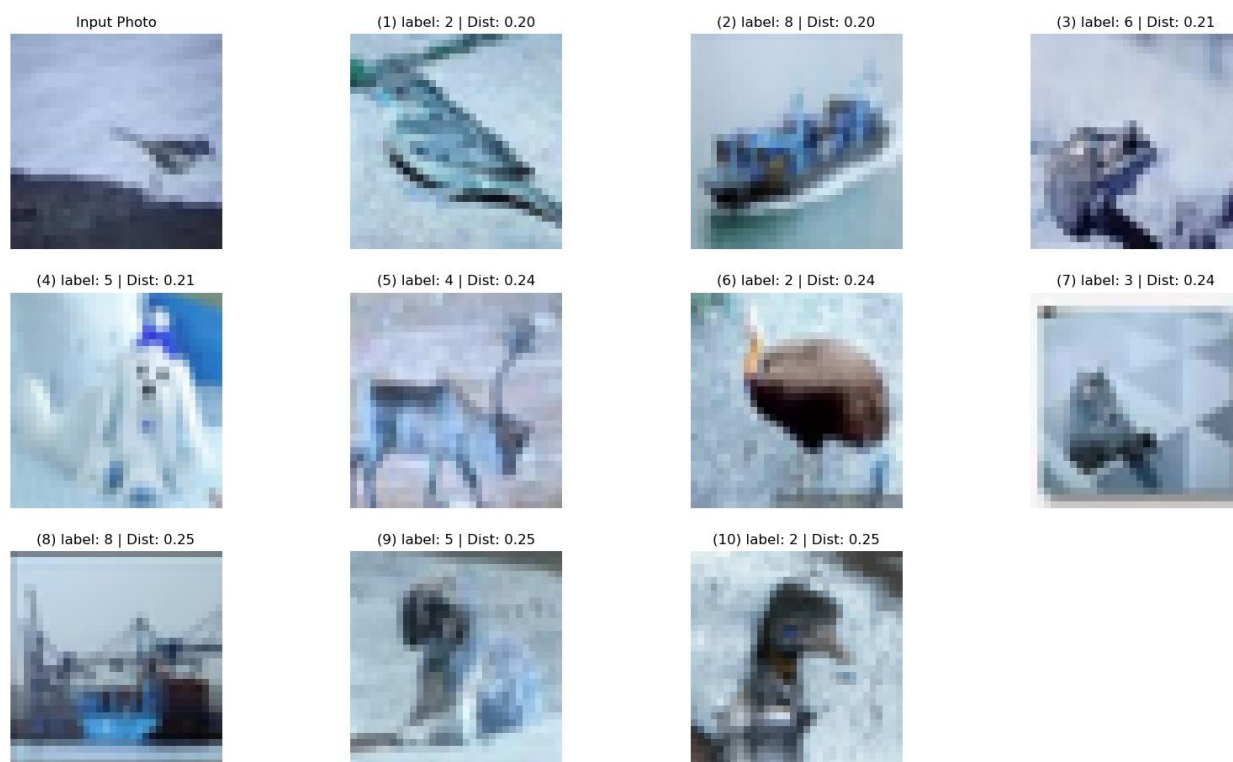 Input Photo
(1) label: 2 | Dist: 0.20
(2) label: 8 | Dist: 0.20
(3) label: 6 | Dist: 0.21
(4) label: 5 | Dist: 0.21
(5) label: 4 | Dist: 0.24
(6) label: 2 | Dist: 0.24
(7) label: 3 | Dist: 0.24
(8) label: 8 | Dist: 0.25
(9) label: 5 | Dist: 0.25
(10) label: 2 | Dist: 0.25